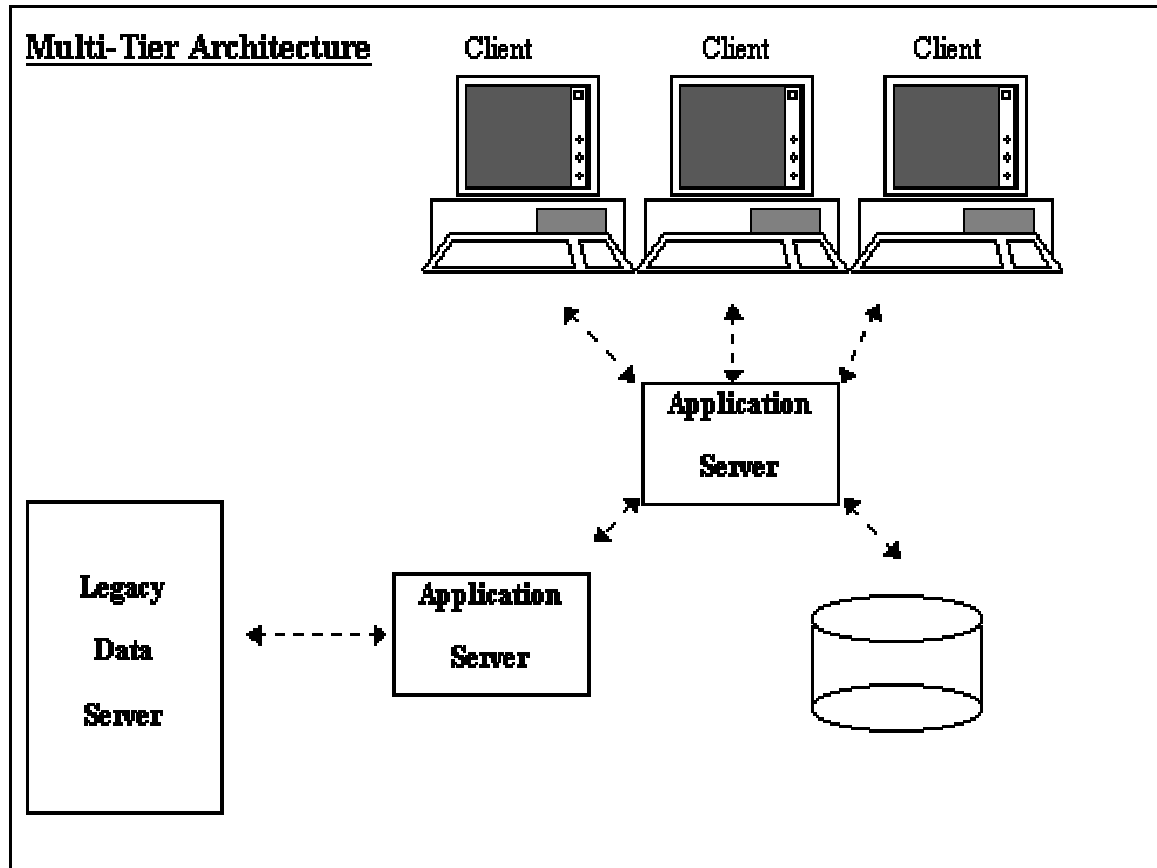 Multi-Tier Architecture
Client
Client
Client
Application
Server
Legacy
Data
Server
Application
Server